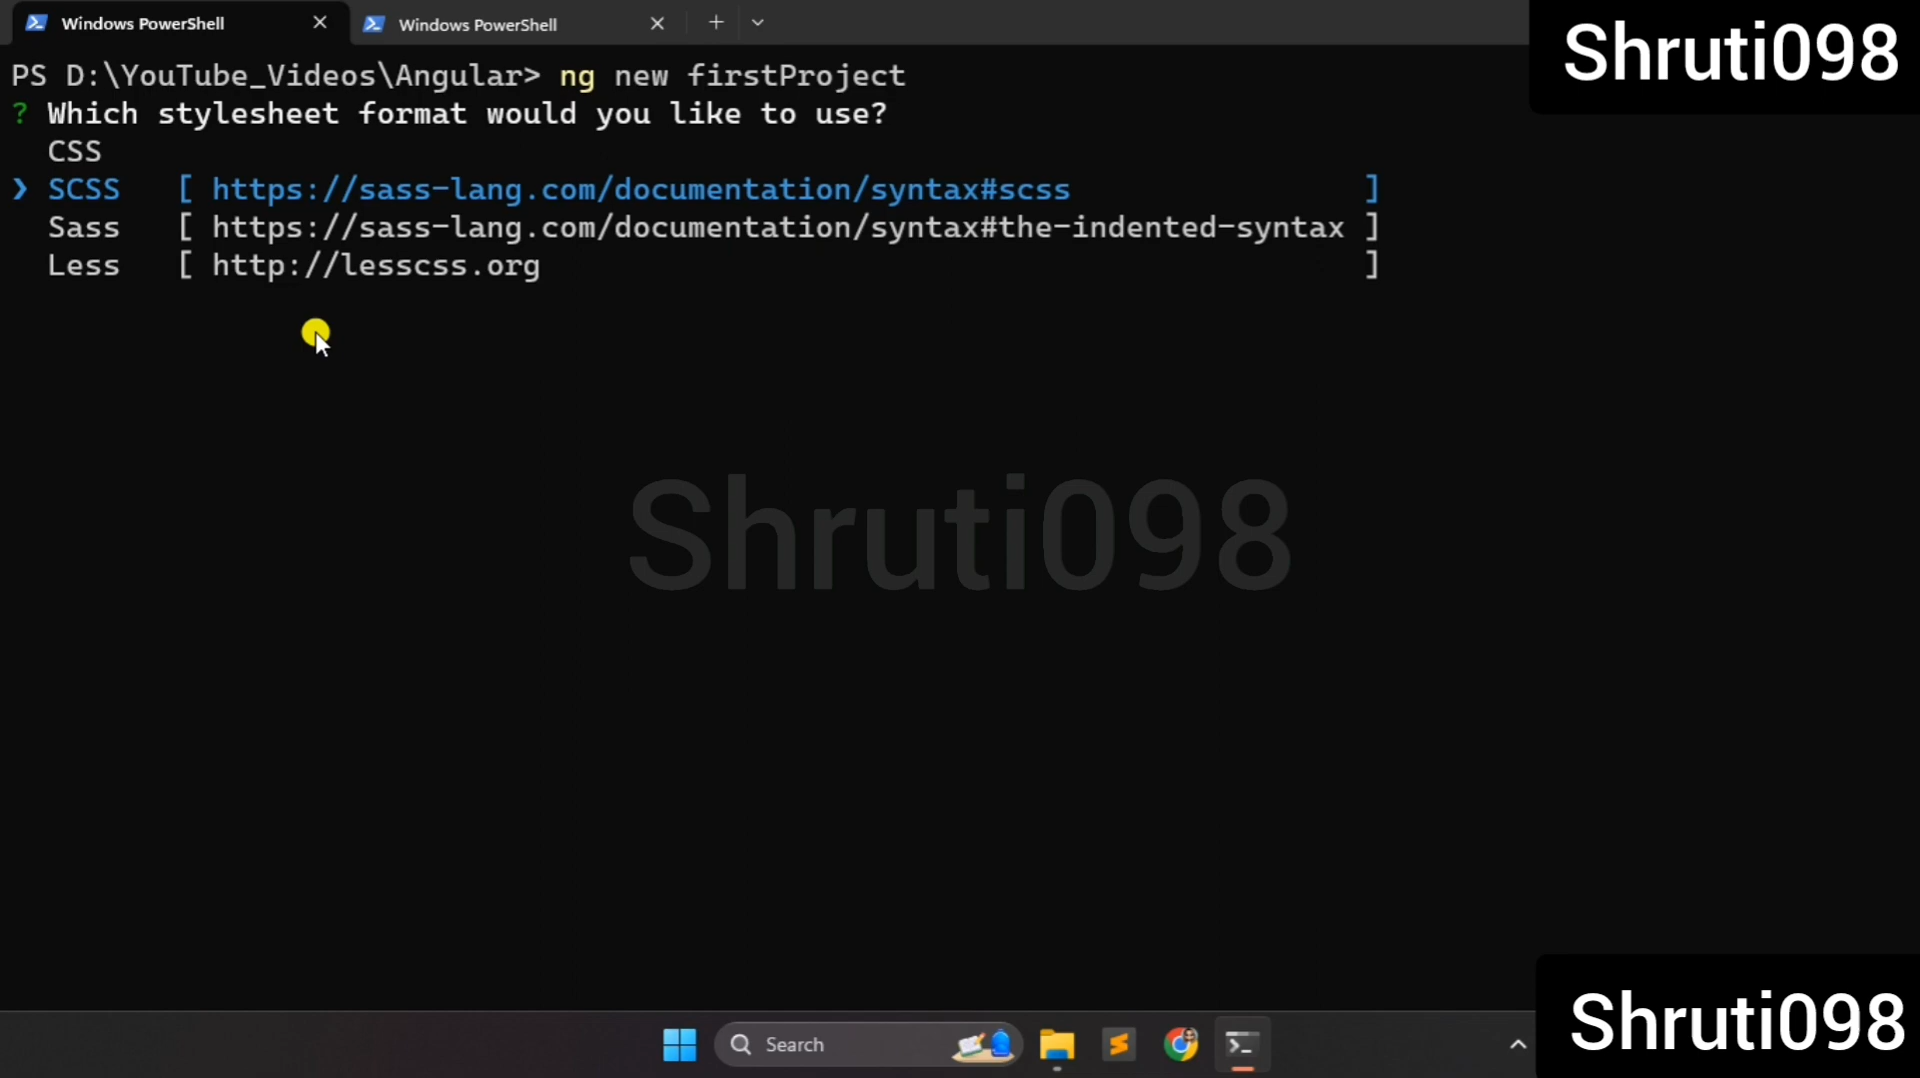 Windows PowerShell
Windows PowerShell
Shruti098
PS D:\YouTube_Videos\Angular> ng new firstProject
? Which stylesheet format would you like to use?
CSS
❯ SCSS [ https://sass-lang.com/documentation/syntax#scss ]
Sass [ https://sass-lang.com/documentation/syntax#the-indented-syntax ]
Less [ http://lesscss.org ]
Shruti098
Search
Shruti098